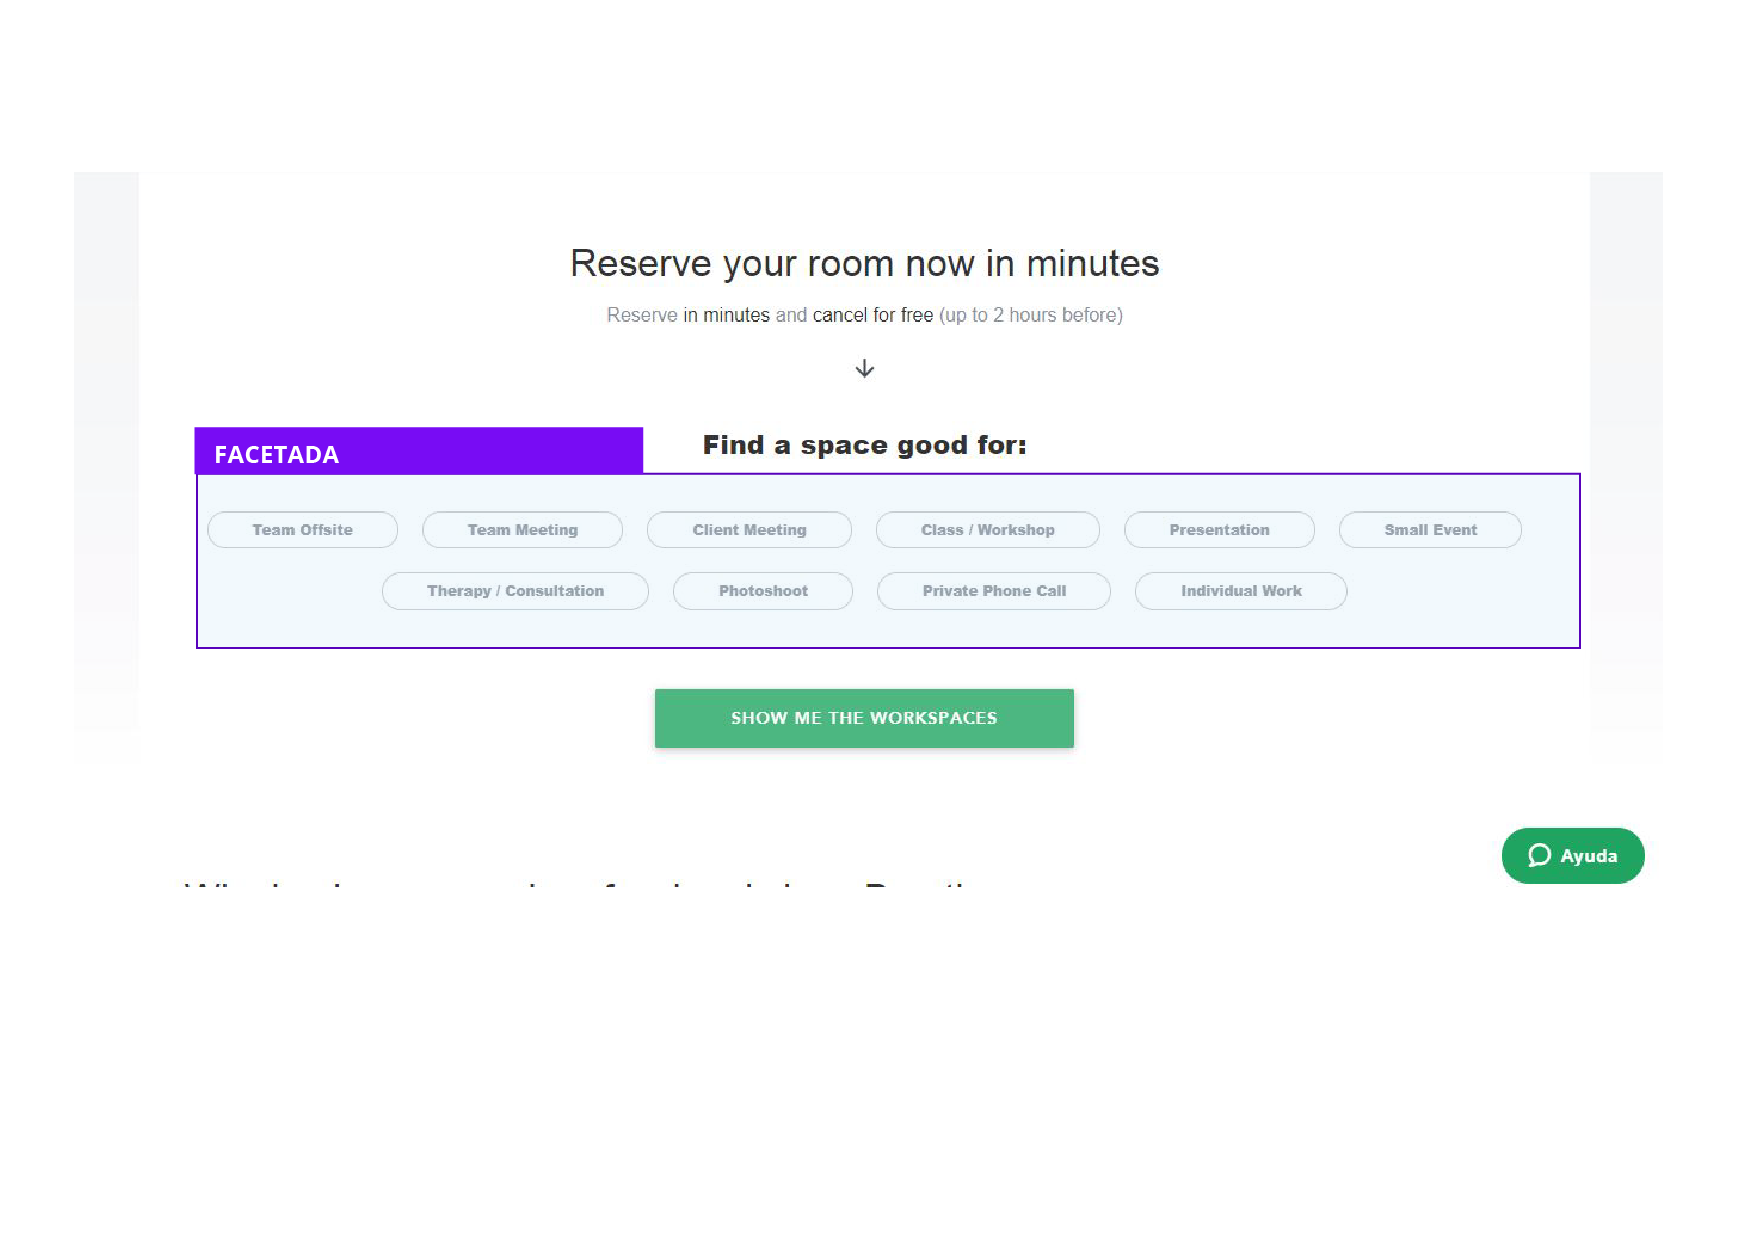 Reserve your room now in minutes
Reserve in minutes and cancel for free (up to 2 hours before)
FACETADA
Find a space good for:
Team Offsite
Team Meeting
Client Meeting
Class / Workshop
Presentation
Small Event
Therapy / Consultation
Photoshoot
Private Phone Call
Individual Work
SHOW ME THE WORKSPACES
Ayuda